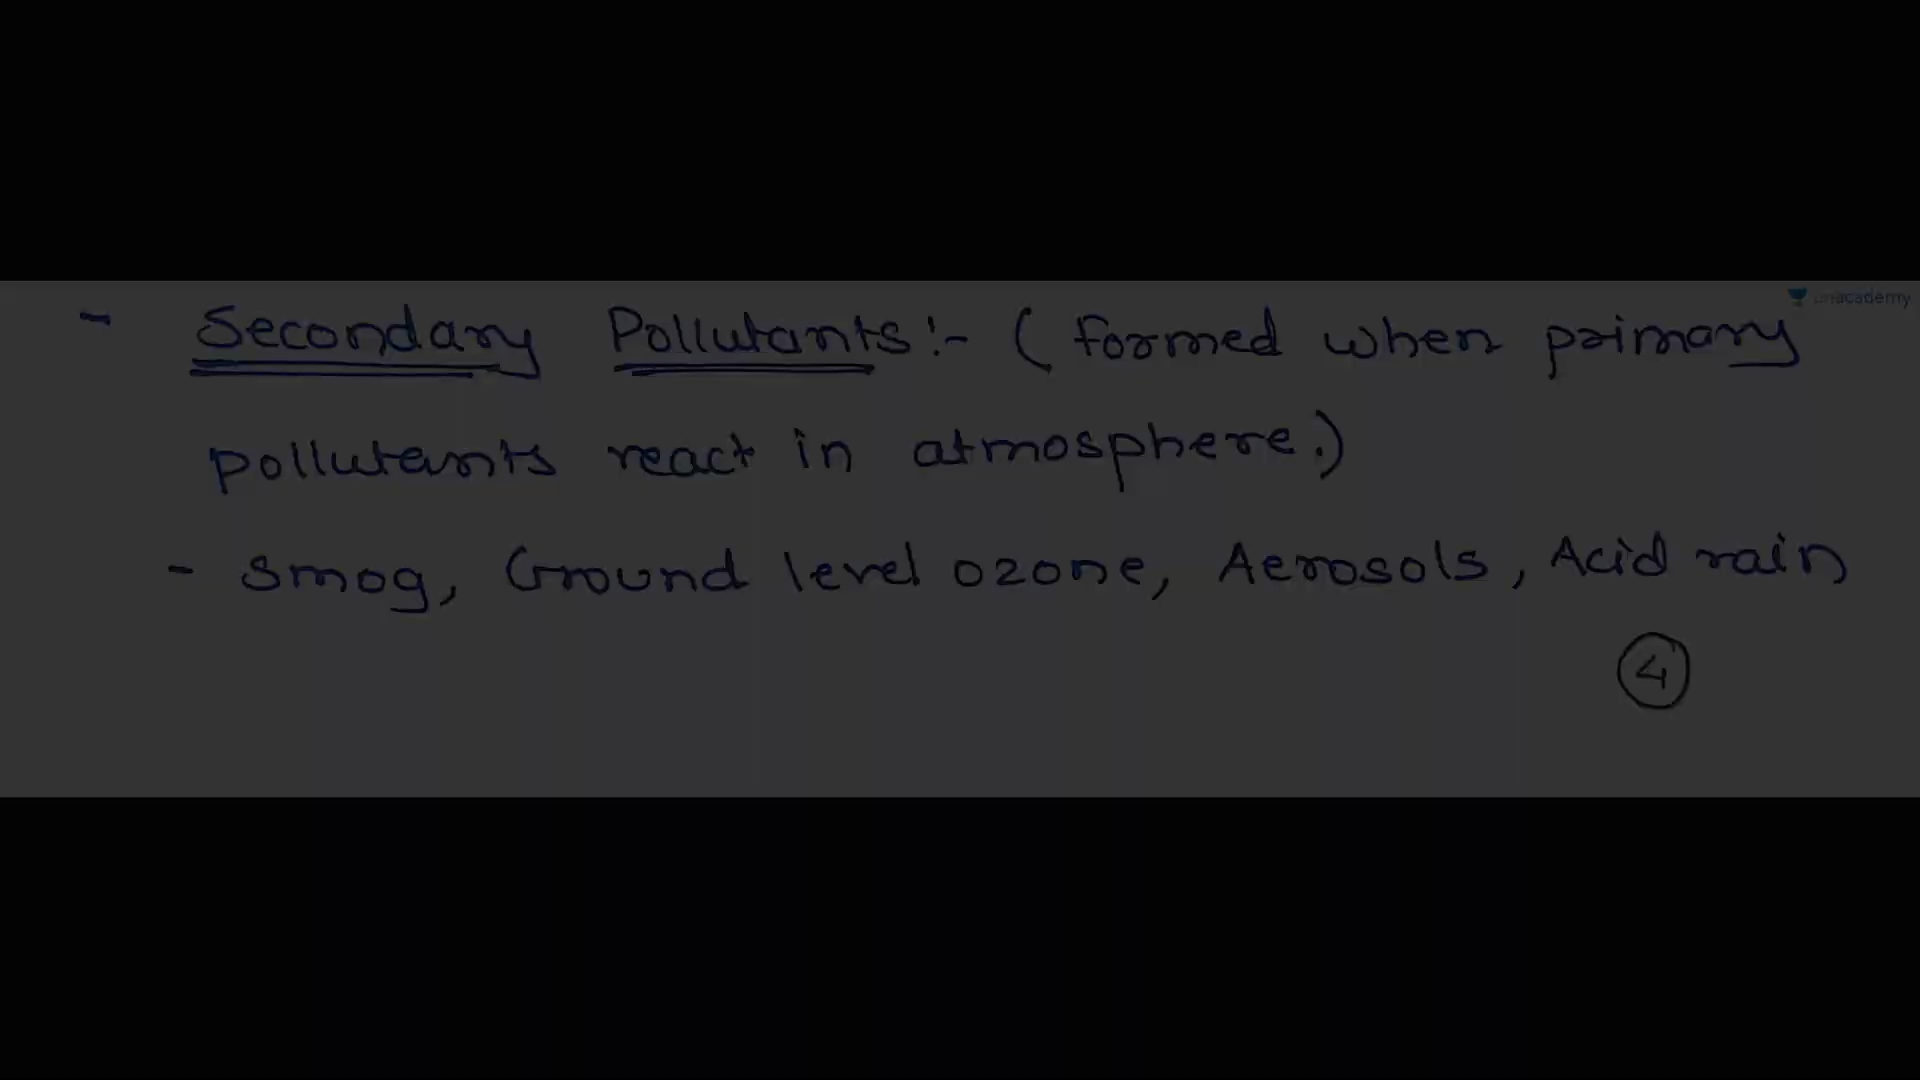 unacademy
- Secondary Pollutants:- ( formed when primary
pollutants react in atmosphere.)
- Smog, Ground level ozone, Aerosols, Acid rain
4